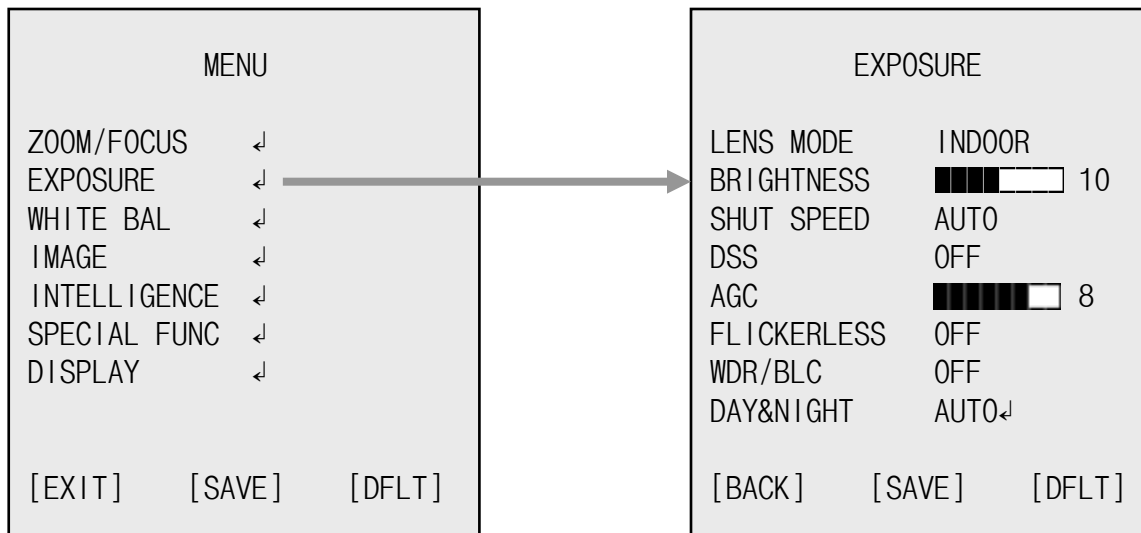 MENU
ZOOM/FOCUS ↲
EXPOSURE ↲
WHITE BAL ↲
IMAGE ↲
INTELLIGENCE ↲
SPECIAL FUNC ↲
DISPLAY ↲
[EXIT] [SAVE] [DFLT]
EXPOSURE
LENS MODE INDOOR
BRIGHTNESS 10
SHUT SPEED AUTO
DSS OFF
AGC 8
FLICKERLESS OFF
WDR/BLC OFF
DAY&NIGHT AUTO↲
[BACK] [SAVE] [DFLT]